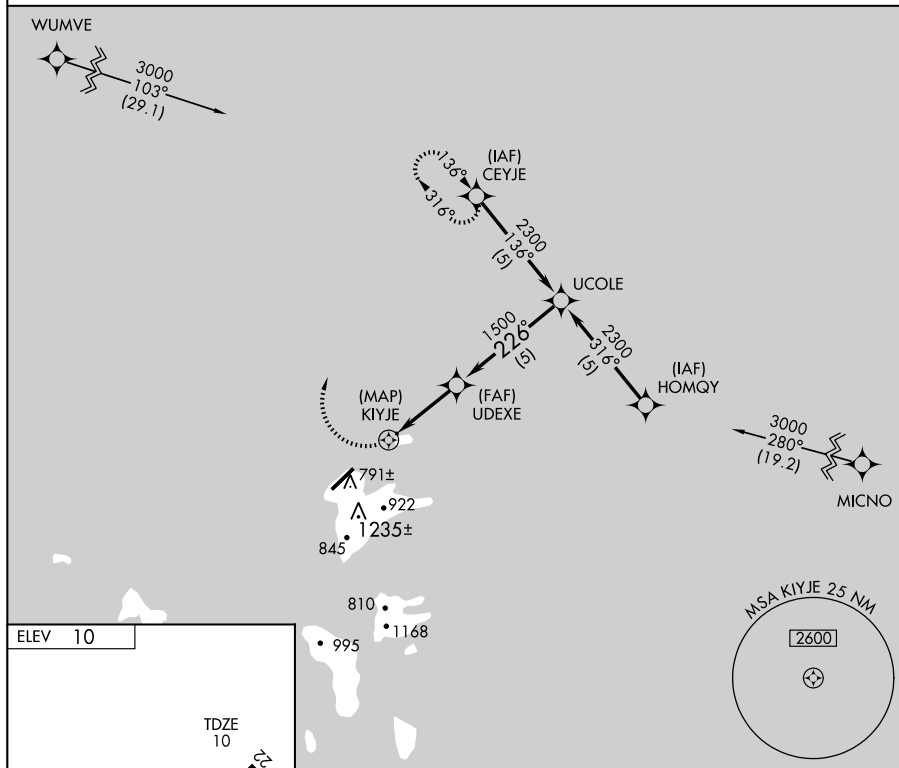 WUMVE
3000
103°
(29.1)
(IAF)
CEYJE
136°
316°
2300
136°
(5)
UCOLE
1500
226°
(5)
2300
316°
(5)
(IAF)
HOMQY
(MAP)
KIYJE
(FAF)
UDEXE
3000
280°
(19.2)
MICNO
791±
922
1235±
845
810
1168
995
MSA KIYJE 25 NM
2600
ELEV 10
TDZE
10
22